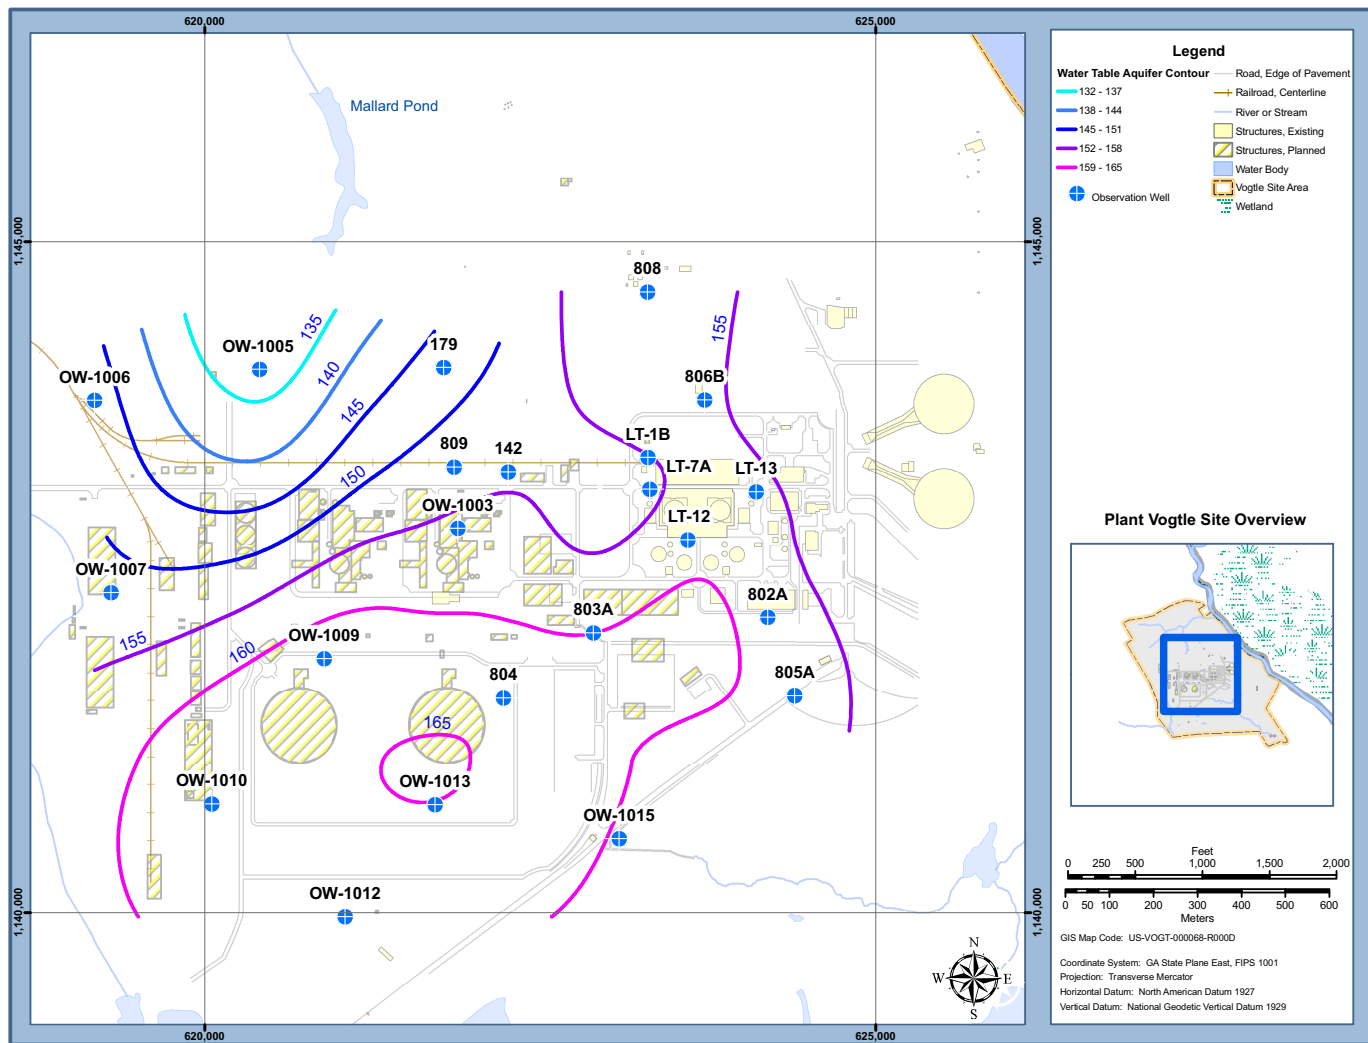 620,000
625,000
Mallard Pond
1,145,000
1,145,000
808
155
135
OW-1005
179
140
OW-1006
806B
145
LT-1B
809
142
LT-7A
LT-13
150
OW-1003
LT-12
OW-1007
802A
803A
155
160
OW-1009
804
805A
165
OW-1010
OW-1013
OW-1015
OW-1012
1,140,000
1,140,000
N
W
E
S
620,000
625,000
Legend
Water Table Aquifer Contour
132 - 137
138 - 144
145 - 151
152 - 158
159 - 165
Observation Well
Road, Edge of Pavement
Railroad, Centerline
River or Stream
Structures, Existing
Structures, Planned
Water Body
Vogtle Site Area
Wetland
Plant Vogtle Site Overview
Feet
0 250 500 1,000 1,500 2,000
0 50 100 200 300 400 500 600
Meters
GIS Map Code: US-VOGT-000068-R000D
Coordinate System: GA State Plane East, FIPS 1001
Projection: Transverse Mercator
Horizontal Datum: North American Datum 1927
Vertical Datum: National Geodetic Vertical Datum 1929